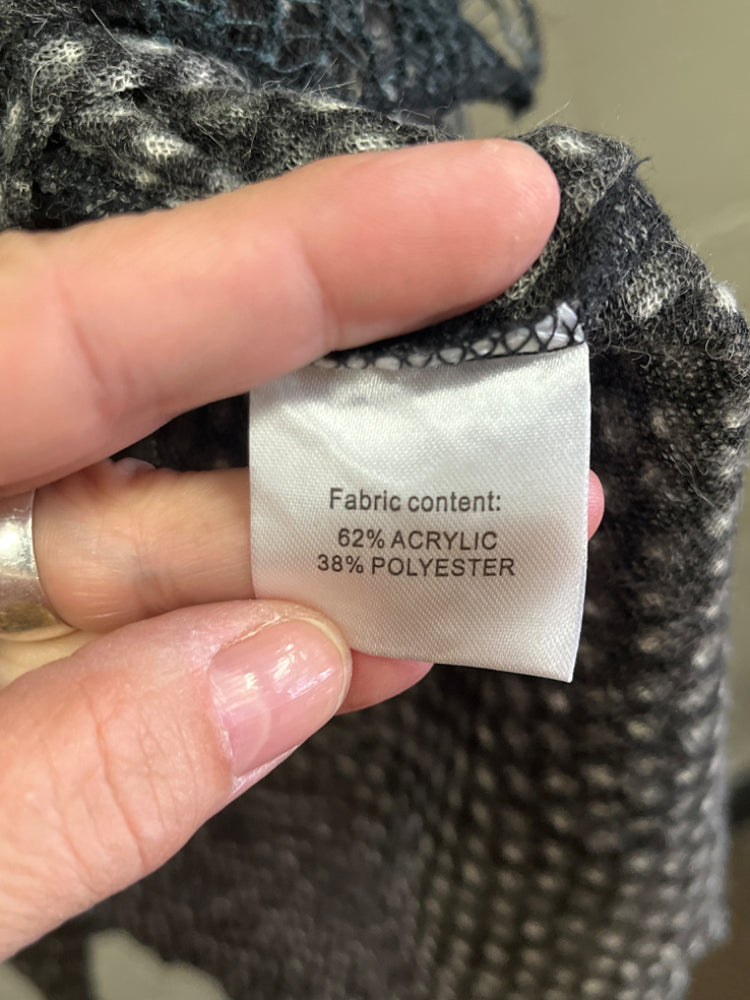 Fabric content:
62% ACRYLIC
38% POLYESTER